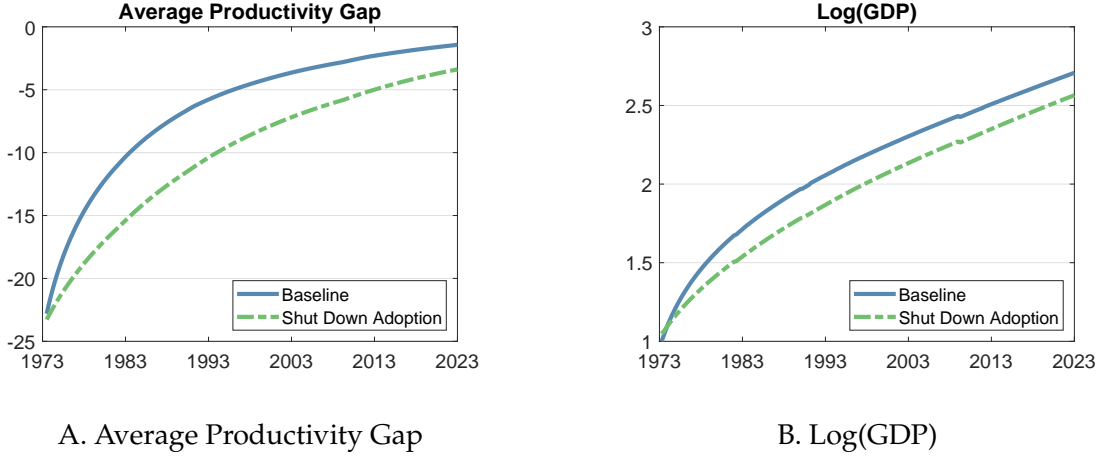 Average Productivity Gap
0
-5
-10
-15
-20
-25
1973 1983 1993 2003 2013 2023
Baseline
Shut Down Adoption
A. Average Productivity Gap
Log(GDP)
3
2.5
2
1.5
1
1973 1983 1993 2003 2013 2023
Baseline
Shut Down Adoption
B. Log(GDP)